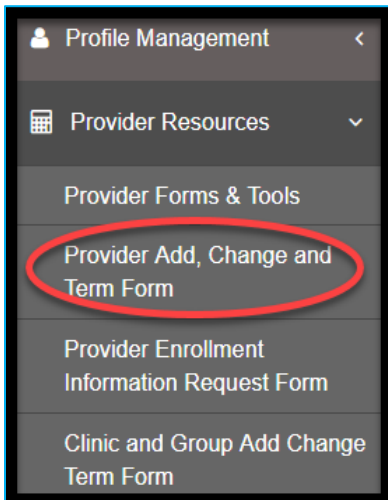 Profile Management
Provider Resources
Provider Forms & Tools
Provider Add, Change and
Term Form
Provider Enrollment
Information Request Form
Clinic and Group Add Change
Term Form